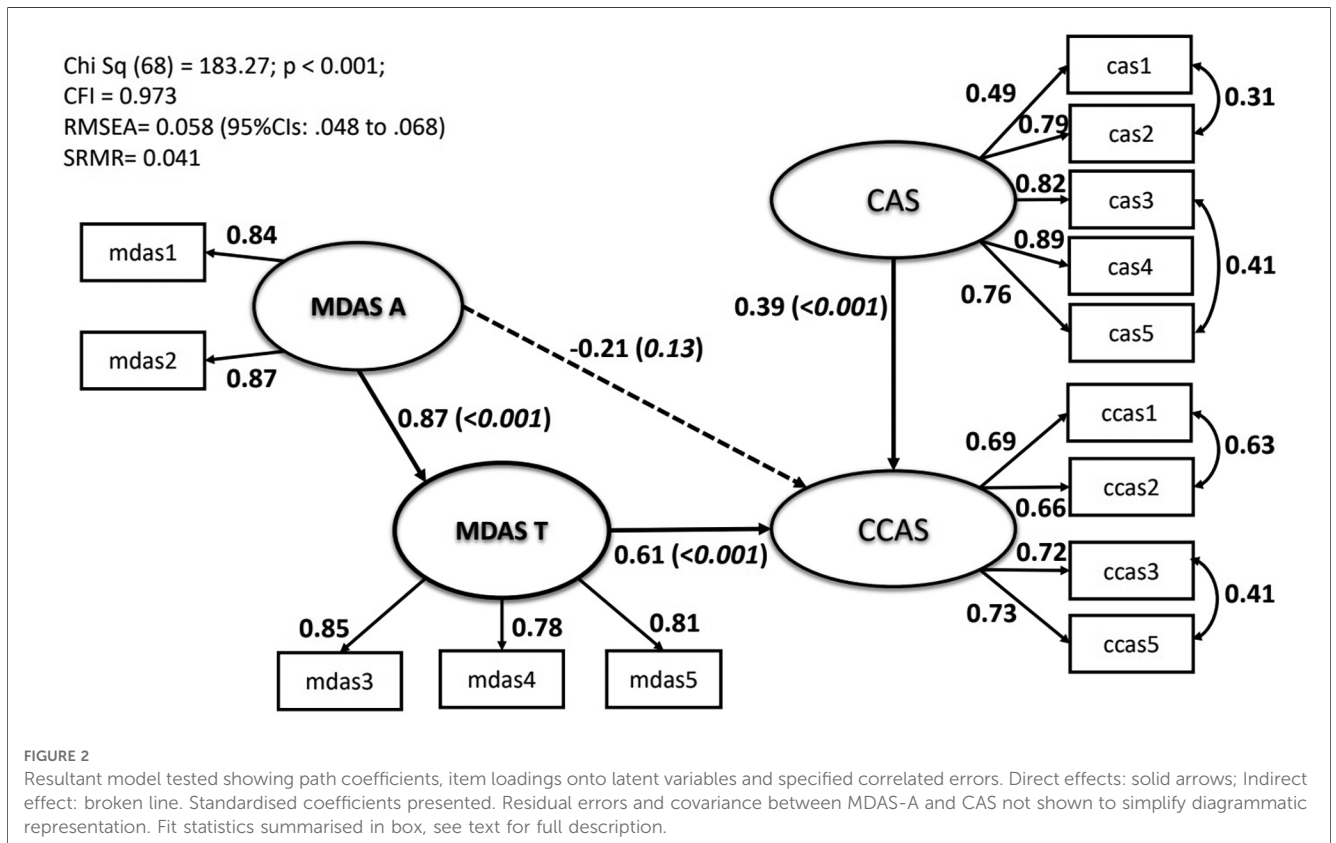 Chi Sq (68) = 183.27; p < 0.001;
CFI = 0.973
RMSEA= 0.058 (95%CIs: .048 to .068)
SRMR= 0.041
cas1
0.49
0.31
0.79
cas2
CAS
0.82
cas3
0.89
cas4
0.41
0.76
cas5
mdas1
0.84
MDAS A
mdas2
0.87
0.39 (<0.001)
-0.21 (0.13)
0.87 (<0.001)
ccas1
0.69
0.63
ccas2
0.66
CCAS
MDAS T
0.61 (<0.001)
0.72
ccas3
0.41
0.73
ccas5
0.85
0.78
0.81
mdas3
mdas4
mdas5
FIGURE 2
Resultant model tested showing path coefficients, item loadings onto latent variables and specified correlated errors. Direct effects: solid arrows; Indirect
effect: broken line. Standardised coefficients presented. Residual errors and covariance between MDAS-A and CAS not shown to simplify diagrammatic
representation. Fit statistics summarised in box, see text for full description.